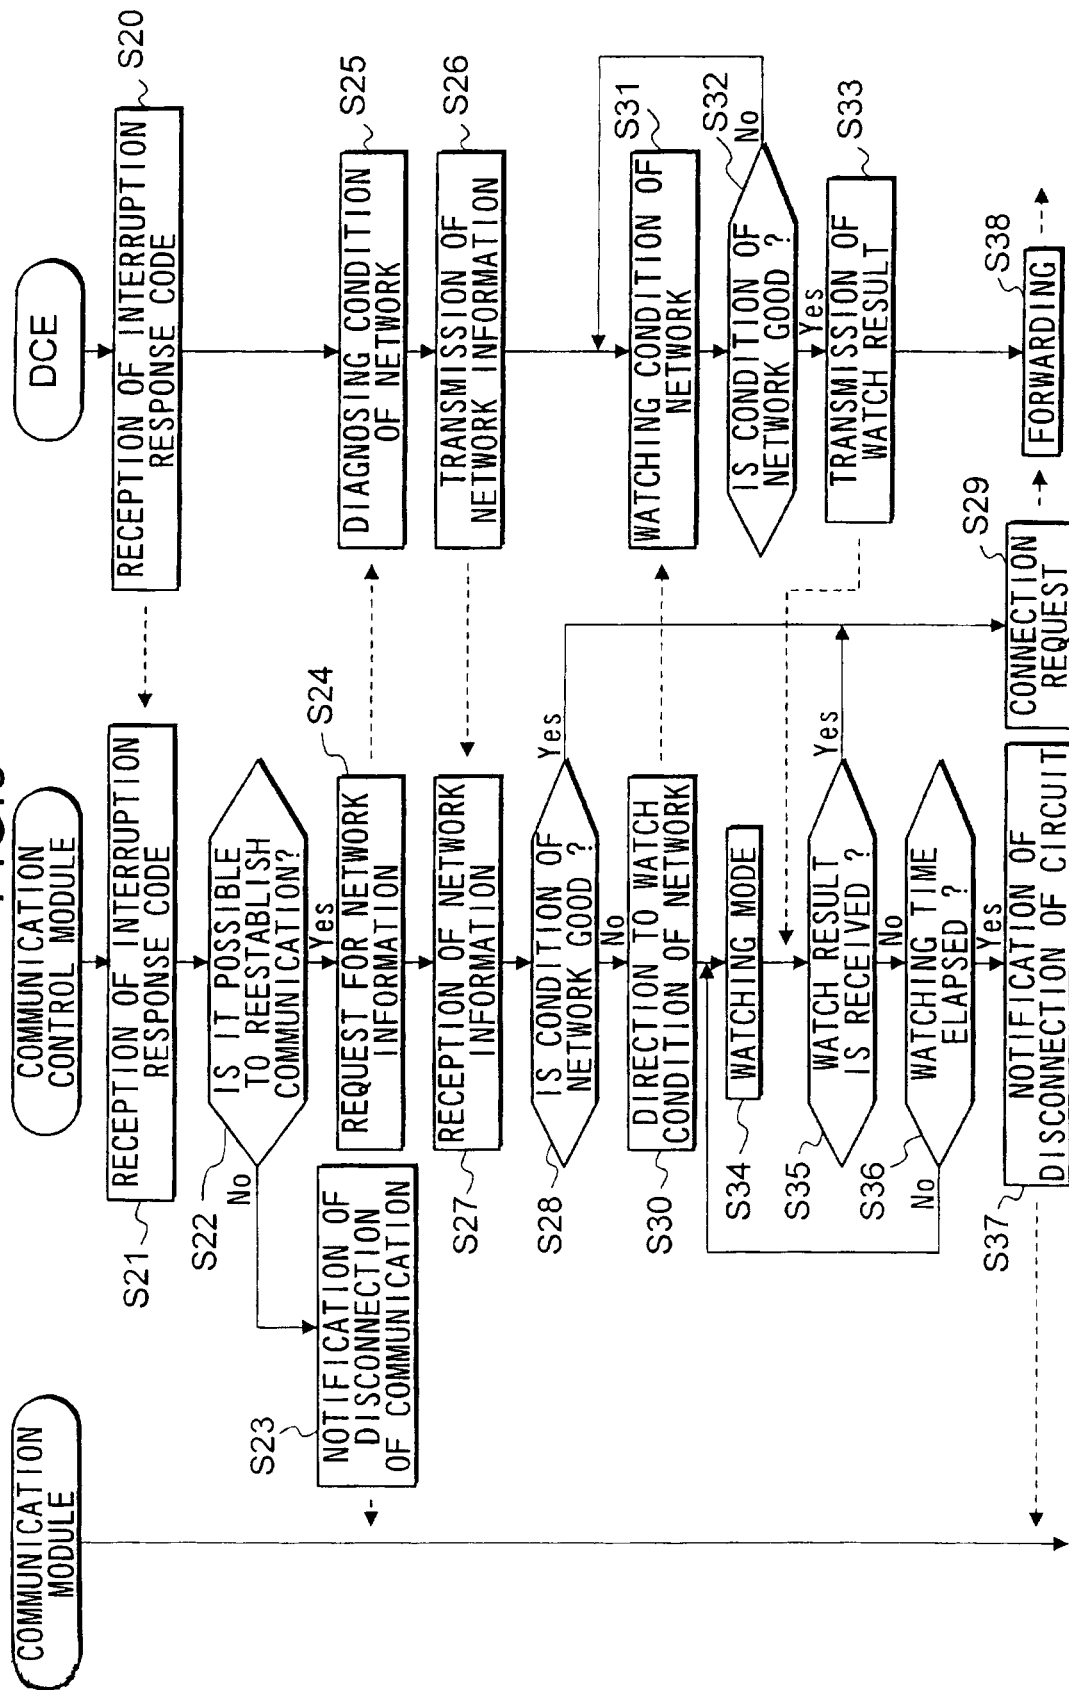 COMMUNICATION
MODULE
COMMUNICATION
CONTROL MODULE
DCE
RECEPTION OF INTERRUPTION
RESPONSE CODE
S20
RECEPTION OF INTERRUPTION
RESPONSE CODE
S21
IS IT POSSIBLE
TO REESTABLISH
COMMUNICATION?
S22
No
Yes
NOTIFICATION OF
DISCONNECTION
OF COMMUNICATION
S23
REQUEST FOR NETWORK
INFORMATION
S24
DIAGNOSING CONDITION
OF NETWORK
S25
TRANSMISSION OF
NETWORK INFORMATION
S26
RECEPTION OF NETWORK
INFORMATION
S27
IS CONDITION OF
NETWORK GOOD ?
S28
Yes
No
DIRECTION TO WATCH
CONDITION OF NETWORK
S30
WATCHING CONDITION OF
NETWORK
S31
IS CONDITION OF
NETWORK GOOD ?
S32
No
Yes
TRANSMISSION OF
WATCH RESULT
S33
WATCHING MODE
S34
WATCH RESULT
IS RECEIVED ?
S35
Yes
No
WATCHING TIME
ELAPSED ?
S36
No
Yes
NOTIFICATION OF
DISCONNECTION OF CIRCUIT
S37
CONNECTION
REQUEST
S29
FORWARDING
S38